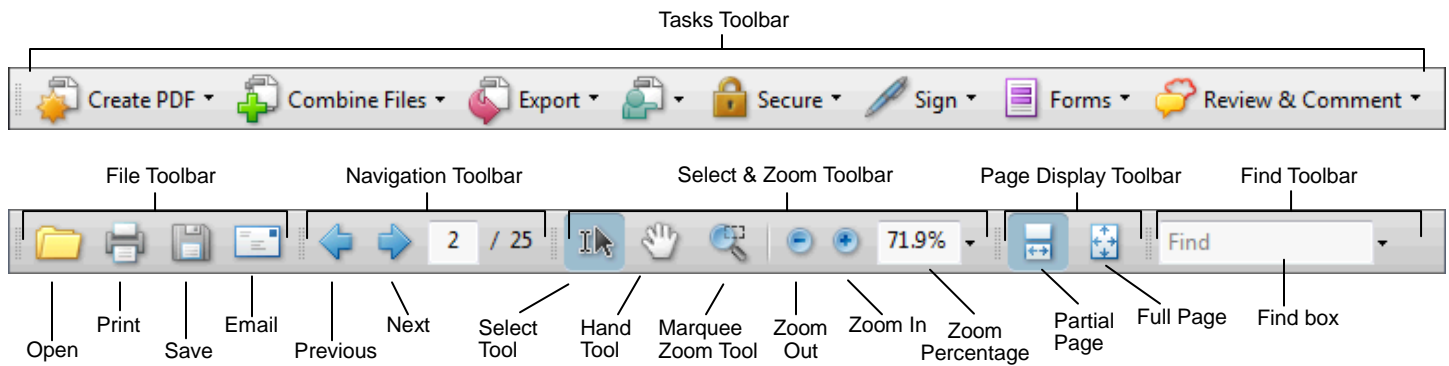 Tasks Toolbar
Create PDF Combine Files Export Secure Sign Forms Review & Comment
File Toolbar Navigation Toolbar Select & Zoom Toolbar Page Display Toolbar Find Toolbar
2 / 25 71.9% Find
Open Print Save Email Previous Next Select Tool Hand Tool Marquee Zoom Tool Zoom Out Zoom In Zoom Percentage Partial Page Full Page Find box